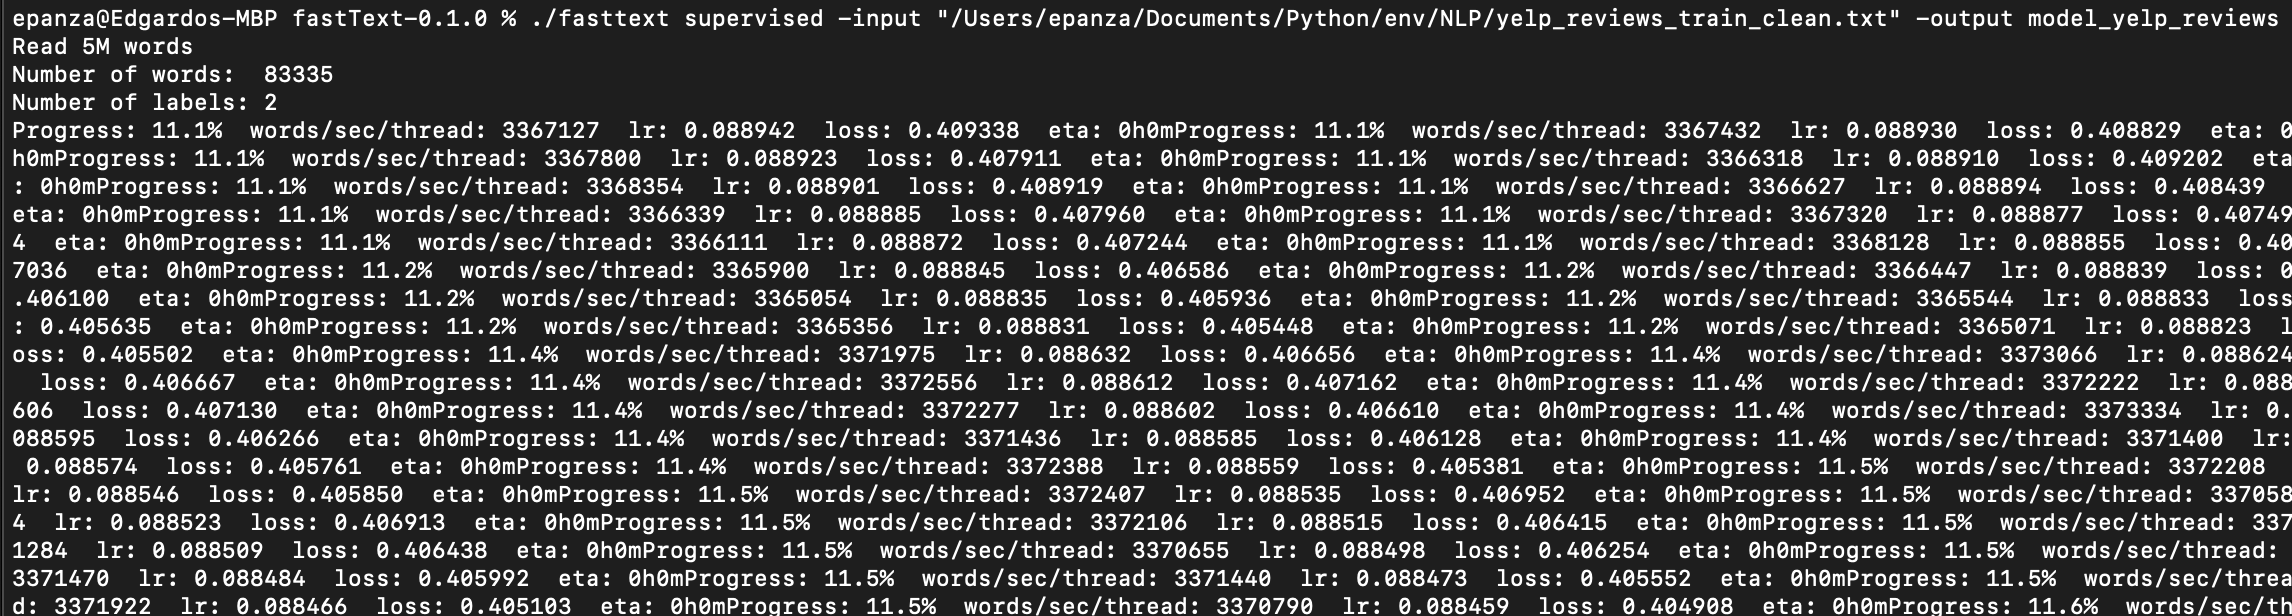 epanza@Edgardos-MBP fastText-0.1.0 % ./fasttext supervised -input "/Users/epanza/Documents/Python/env/NLP/yelp_reviews_train_clean.txt" -output model_yelp_reviews
Read 5M words
Number of words:  83335
Number of labels: 2
Progress: 11.1%  words/sec/thread: 3367127  lr: 0.088942  loss: 0.409338  eta: 0h0mProgress: 11.1%  words/sec/thread: 3367432  lr: 0.088930  loss: 0.408829  eta: 0
h0mProgress: 11.1%  words/sec/thread: 3367800  lr: 0.088923  loss: 0.407911  eta: 0h0mProgress: 11.1%  words/sec/thread: 3366318  lr: 0.088910  loss: 0.409202  eta
: 0h0mProgress: 11.1%  words/sec/thread: 3368354  lr: 0.088901  loss: 0.408919  eta: 0h0mProgress: 11.1%  words/sec/thread: 3366627  lr: 0.088894  loss: 0.408439
eta: 0h0mProgress: 11.1%  words/sec/thread: 3366339  lr: 0.088885  loss: 0.407960  eta: 0h0mProgress: 11.1%  words/sec/thread: 3367320  lr: 0.088877  loss: 0.40749
4  eta: 0h0mProgress: 11.1%  words/sec/thread: 3366111  lr: 0.088872  loss: 0.407244  eta: 0h0mProgress: 11.1%  words/sec/thread: 3368128  lr: 0.088855  loss: 0.40
7036  eta: 0h0mProgress: 11.2%  words/sec/thread: 3365900  lr: 0.088845  loss: 0.406586  eta: 0h0mProgress: 11.2%  words/sec/thread: 3366447  lr: 0.088839  loss: 0
.406100  eta: 0h0mProgress: 11.2%  words/sec/thread: 3365054  lr: 0.088835  loss: 0.405936  eta: 0h0mProgress: 11.2%  words/sec/thread: 3365544  lr: 0.088833  loss
: 0.405635  eta: 0h0mProgress: 11.2%  words/sec/thread: 3365356  lr: 0.088831  loss: 0.405448  eta: 0h0mProgress: 11.2%  words/sec/thread: 3365071  lr: 0.088823  l
oss: 0.405502  eta: 0h0mProgress: 11.4%  words/sec/thread: 3371975  lr: 0.088632  loss: 0.406656  eta: 0h0mProgress: 11.4%  words/sec/thread: 3373066  lr: 0.088624
  loss: 0.406667  eta: 0h0mProgress: 11.4%  words/sec/thread: 3372556  lr: 0.088612  loss: 0.407162  eta: 0h0mProgress: 11.4%  words/sec/thread: 3372222  lr: 0.088
606  loss: 0.407130  eta: 0h0mProgress: 11.4%  words/sec/thread: 3372277  lr: 0.088602  loss: 0.406610  eta: 0h0mProgress: 11.4%  words/sec/thread: 3373334  lr: 0.
088595  loss: 0.406266  eta: 0h0mProgress: 11.4%  words/sec/thread: 3371436  lr: 0.088585  loss: 0.406128  eta: 0h0mProgress: 11.4%  words/sec/thread: 3371400  lr:
 0.088574  loss: 0.405761  eta: 0h0mProgress: 11.4%  words/sec/thread: 3372388  lr: 0.088559  loss: 0.405381  eta: 0h0mProgress: 11.5%  words/sec/thread: 3372208
lr: 0.088546  loss: 0.405850  eta: 0h0mProgress: 11.5%  words/sec/thread: 3372407  lr: 0.088535  loss: 0.406952  eta: 0h0mProgress: 11.5%  words/sec/thread: 337058
4  lr: 0.088523  loss: 0.406913  eta: 0h0mProgress: 11.5%  words/sec/thread: 3372106  lr: 0.088515  loss: 0.406415  eta: 0h0mProgress: 11.5%  words/sec/thread: 337
1284  lr: 0.088509  loss: 0.406438  eta: 0h0mProgress: 11.5%  words/sec/thread: 3370655  lr: 0.088498  loss: 0.406254  eta: 0h0mProgress: 11.5%  words/sec/thread:
3371470  lr: 0.088484  loss: 0.405992  eta: 0h0mProgress: 11.5%  words/sec/thread: 3371440  lr: 0.088473  loss: 0.405552  eta: 0h0mProgress: 11.5%  words/sec/threa
d: 3371922  lr: 0.088466  loss: 0.405103  eta: 0h0mProgress: 11.5%  words/sec/thread: 3370790  lr: 0.088459  loss: 0.404908  eta: 0h0mProgress: 11.6%  words/sec/th